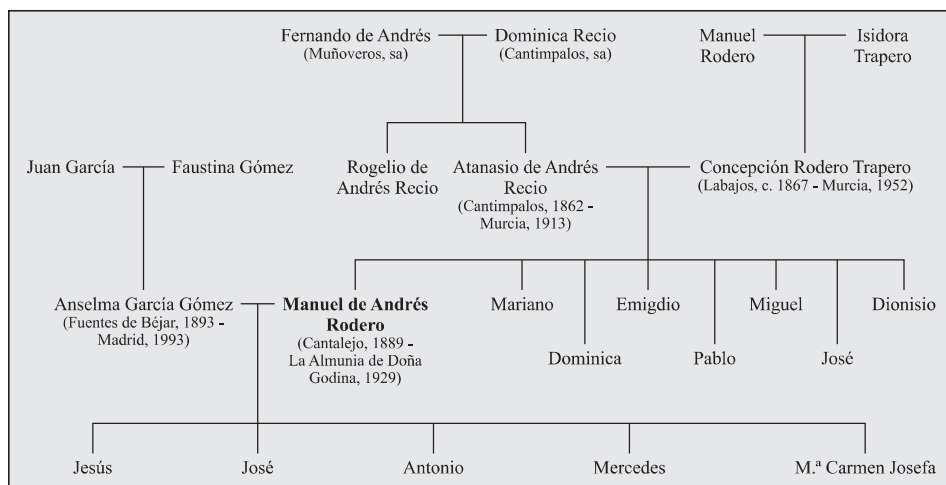 Fernando de Andrés
(Muñoveros, sa)
Dominica Recio
(Cantimpalos, sa)
Manuel
Rodero
Isidora
Trapero
Juan García
Faustina Gómez
Rogelio de
Andrés Recio
Atanasio de Andrés
Recio
(Cantimpalos, 1862 -
Murcia, 1913)
Concepción Rodero Trapero
(Labajos, c. 1867 - Murcia, 1952)
Anselma García Gómez
(Fuentes de Béjar, 1893 -
Madrid, 1993)
Manuel de Andrés
Rodero
(Cantalejo, 1889 -
La Almunia de Doña
Godina, 1929)
Mariano
Emigdio
Miguel
Dionisio
Dominica
Pablo
José
Jesús
José
Antonio
Mercedes
M.ª Carmen Josefa